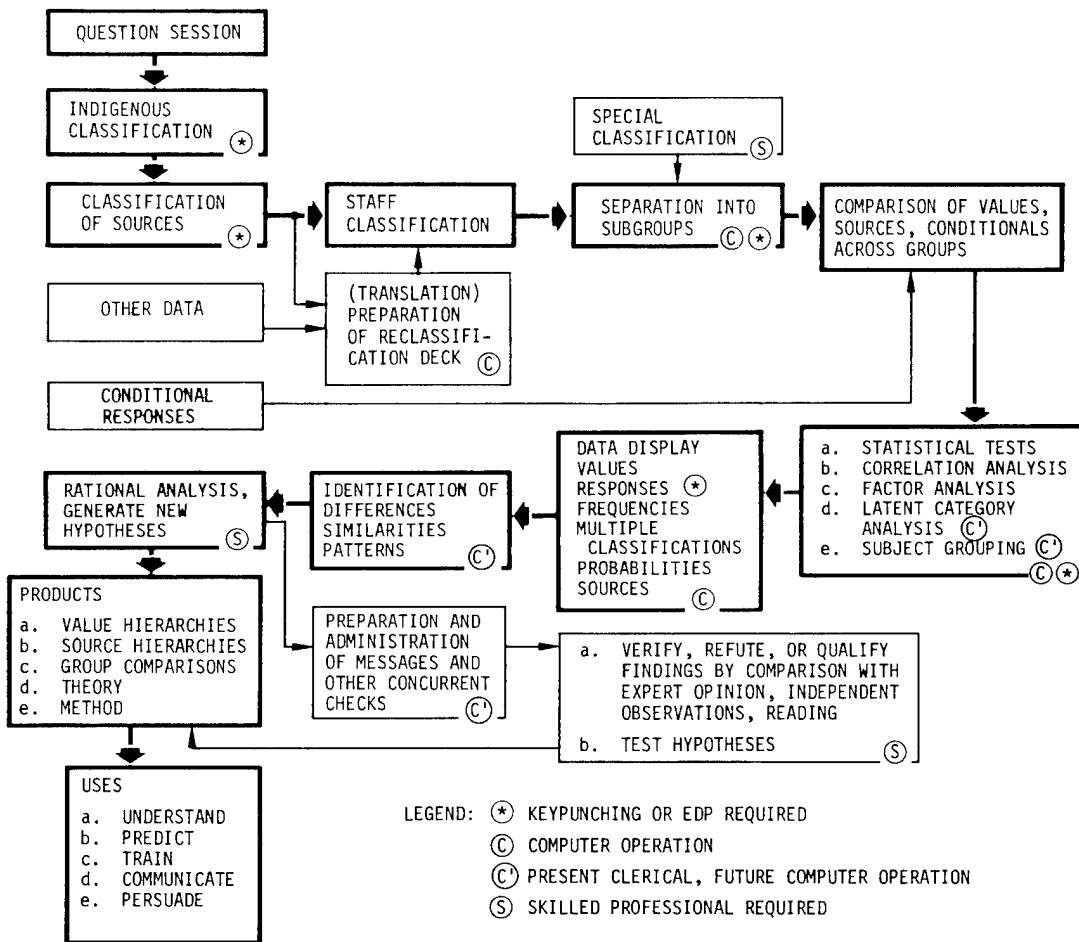 QUESTION SESSION
INDIGENOUS
CLASSIFICATION
(*)
CLASSIFICATION
OF SOURCES
(*)
STAFF
CLASSIFICATION
SPECIAL
CLASSIFICATION
(S)
SEPARATION INTO
SUBGROUPS
(C) (*)
COMPARISON OF VALUES,
SOURCES, CONDITIONALS
ACROSS GROUPS
OTHER DATA
(TRANSLATION)
PREPARATION
OF RECLASSIFI-
CATION DECK (C)
CONDITIONAL
RESPONSES
a. STATISTICAL TESTS
b. CORRELATION ANALYSIS
c. FACTOR ANALYSIS
d. LATENT CATEGORY
ANALYSIS (C')
e. SUBJECT GROUPING (C')
(C) (*)
DATA DISPLAY
VALUES
RESPONSES (*)
FREQUENCIES
MULTIPLE
CLASSIFICATIONS
PROBABILITIES
SOURCES
(C)
IDENTIFICATION OF
DIFFERENCES
SIMILARITIES
PATTERNS (C')
RATIONAL ANALYSIS,
GENERATE NEW
HYPOTHESES
(S)
PRODUCTS
a. VALUE HIERARCHIES
b. SOURCE HIERARCHIES
c. GROUP COMPARISONS
d. THEORY
e. METHOD
PREPARATION AND
ADMINISTRATION
OF MESSAGES AND
OTHER CONCURRENT
CHECKS (C')
a. VERIFY, REFUTE, OR QUALIFY
FINDINGS BY COMPARISON WITH
EXPERT OPINION, INDEPENDENT
OBSERVATIONS, READING
b. TEST HYPOTHESES (S)
USES
a. UNDERSTAND
b. PREDICT
c. TRAIN
d. COMMUNICATE
e. PERSUADE
LEGEND: (*) KEYPUNCHING OR EDP REQUIRED
(C) COMPUTER OPERATION
(C') PRESENT CLERICAL, FUTURE COMPUTER OPERATION
(S) SKILLED PROFESSIONAL REQUIRED